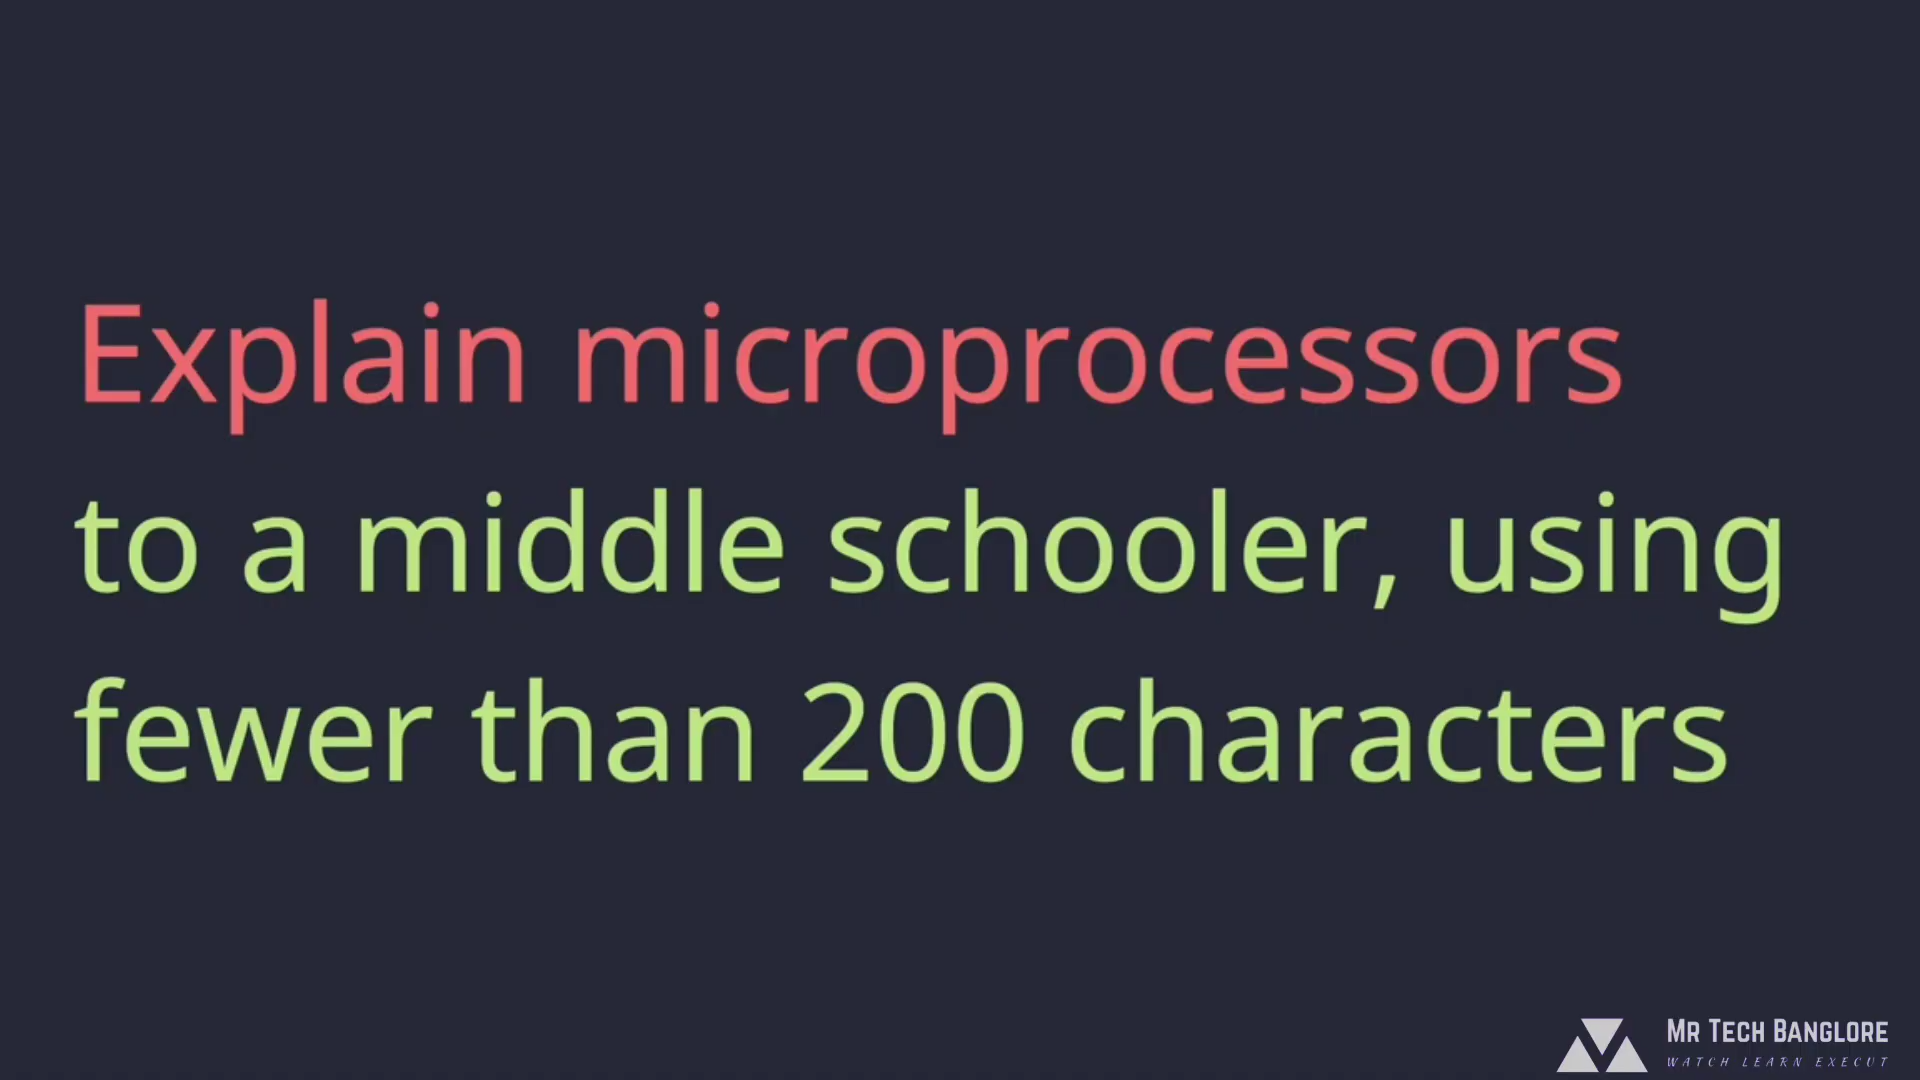 Explain microprocessors
to a middle schooler, using
fewer than 200 characters
MR TECH BANGLORE
WATCH LEARN EXECUT